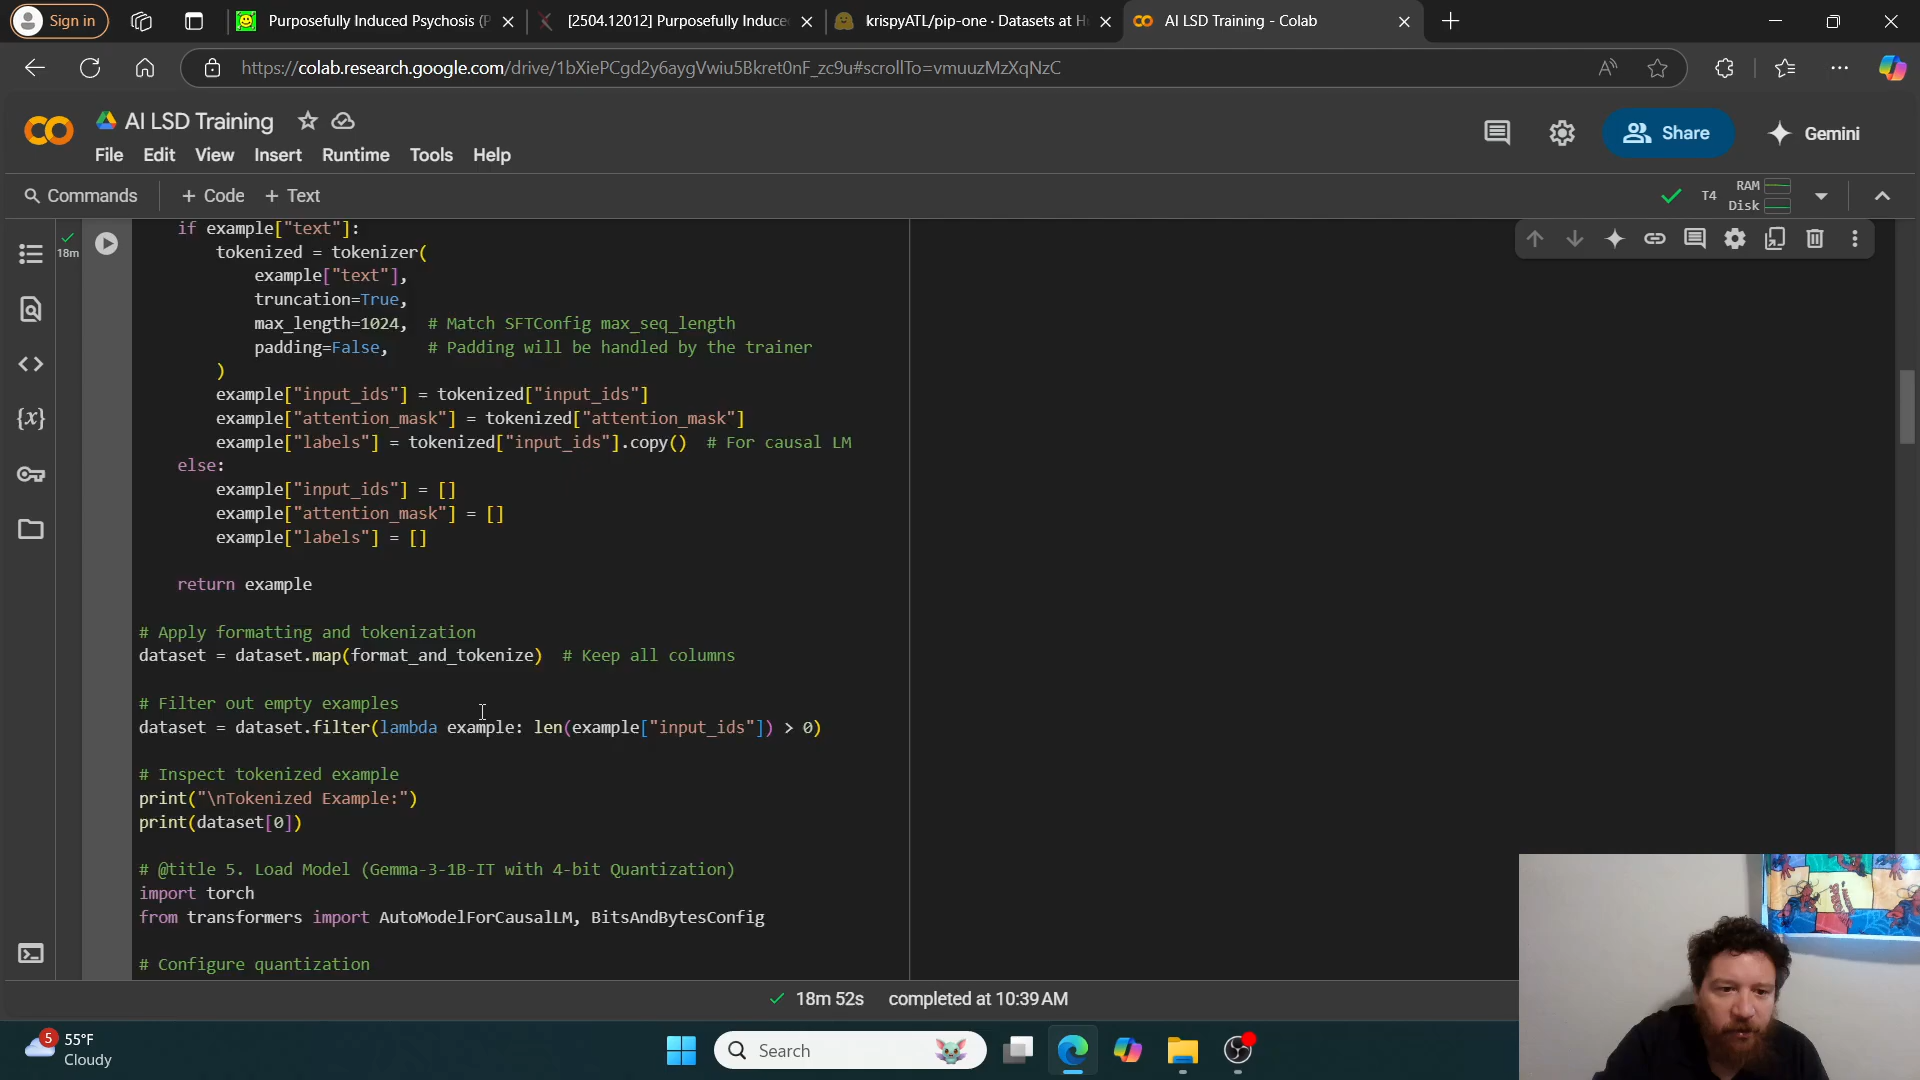 Sign in
Purposefully Induced Psychosis (P
[2504.12012] Purposefully Induce
krispyATL/pip-one · Datasets at H
AI LSD Training - Colab
https://colab.research.google.com/drive/1bXiePCgd2y6aygVwiu5Bkret0nF_zc9u#scrollTo=vmuuzMzXqNzC
AI LSD Training
File Edit View Insert Runtime Tools Help
Share
Gemini
Commands
+ Code + Text
T4
RAM
Disk
18m
if example["text"]:
tokenized = tokenizer(
example["text"],
truncation=True,
max_length=1024,  # Match SFTConfig max_seq_length
padding=False,    # Padding will be handled by the trainer
)
example["input_ids"] = tokenized["input_ids"]
example["attention_mask"] = tokenized["attention_mask"]
example["labels"] = tokenized["input_ids"].copy()  # For causal LM
else:
example["input_ids"] = []
example["attention_mask"] = []
example["labels"] = []
return example
# Apply formatting and tokenization
dataset = dataset.map(format_and_tokenize)  # Keep all columns
# Filter out empty examples
dataset = dataset.filter(lambda example: len(example["input_ids"]) > 0)
# Inspect tokenized example
print("\nTokenized Example:")
print(dataset[0])
# @title 5. Load Model (Gemma-3-1B-IT with 4-bit Quantization)
import torch
from transformers import AutoModelForCausalLM, BitsAndBytesConfig
# Configure quantization
18m 52s completed at 10:39 AM
5
55°F
Cloudy
Search